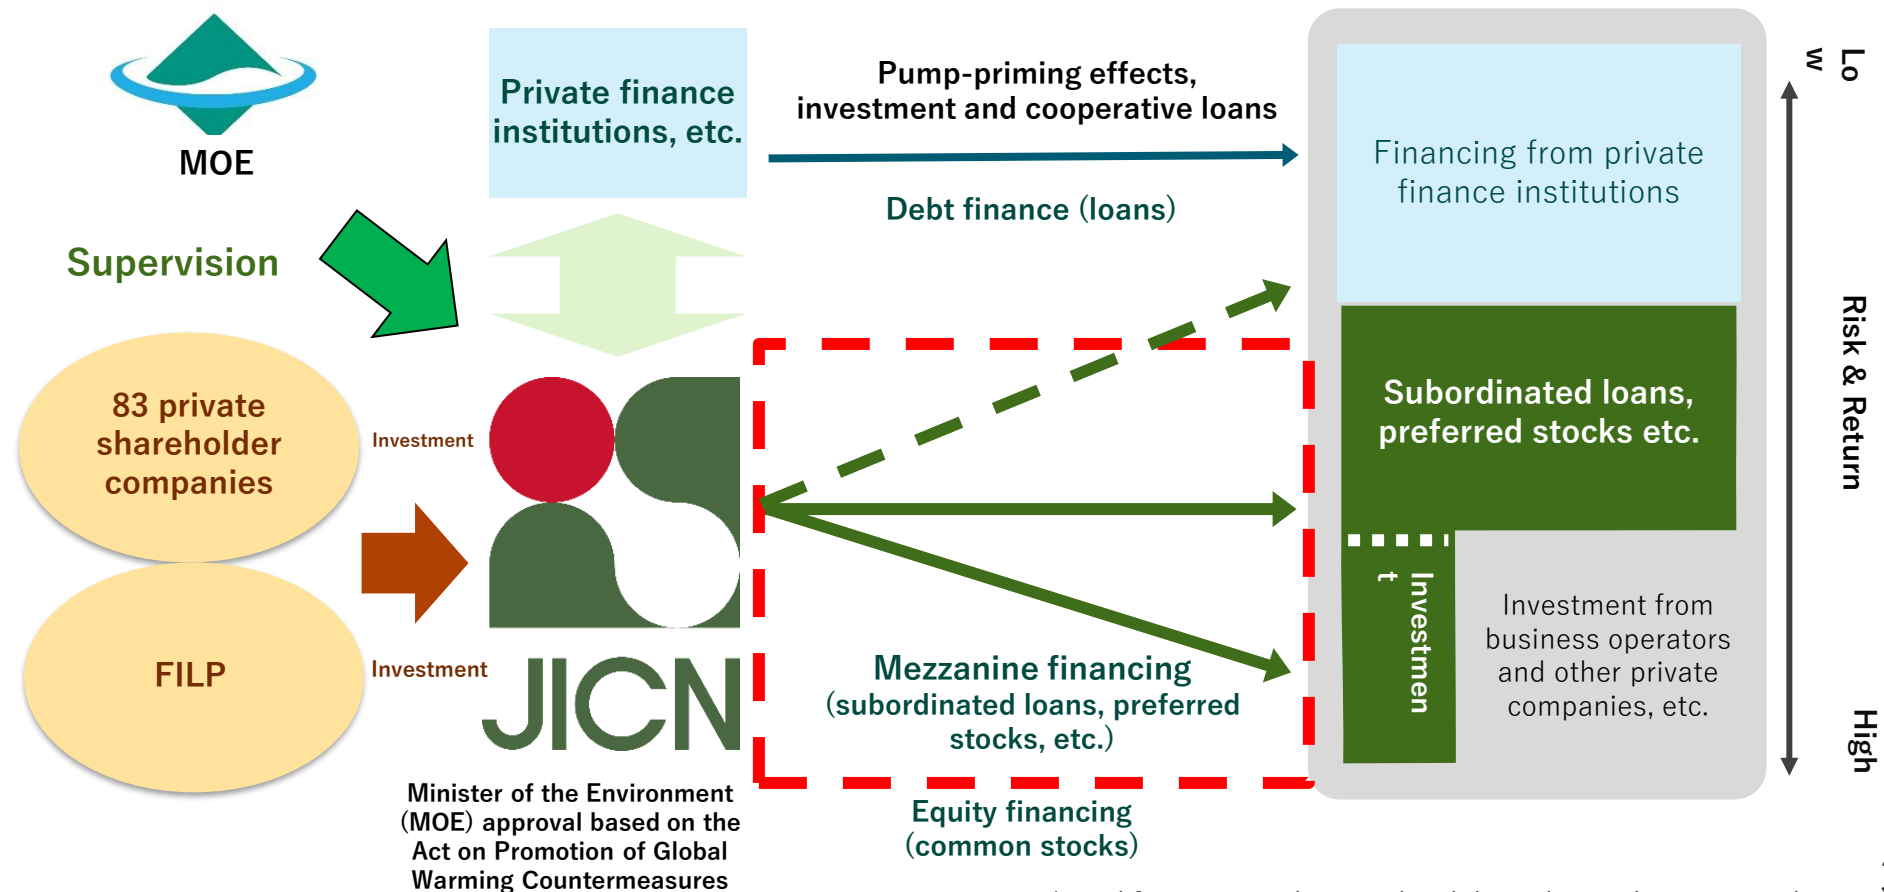 MOE
Supervision
83 private
shareholder
companies
FILP
Investment
Investment
Private finance
institutions, etc.
JICN
Minister of the Environment
(MOE) approval based on the
Act on Promotion of Global
Warming Countermeasures
Pump-priming effects,
investment and cooperative loans
Debt finance (loans)
Mezzanine financing
(subordinated loans, preferred
stocks, etc.)
Equity financing
(common stocks)
Financing from private
finance institutions
Subordinated loans,
preferred stocks etc.
Investmen
t
Investment from
business operators
and other private
companies, etc.
Lo
w
Risk & Return
High